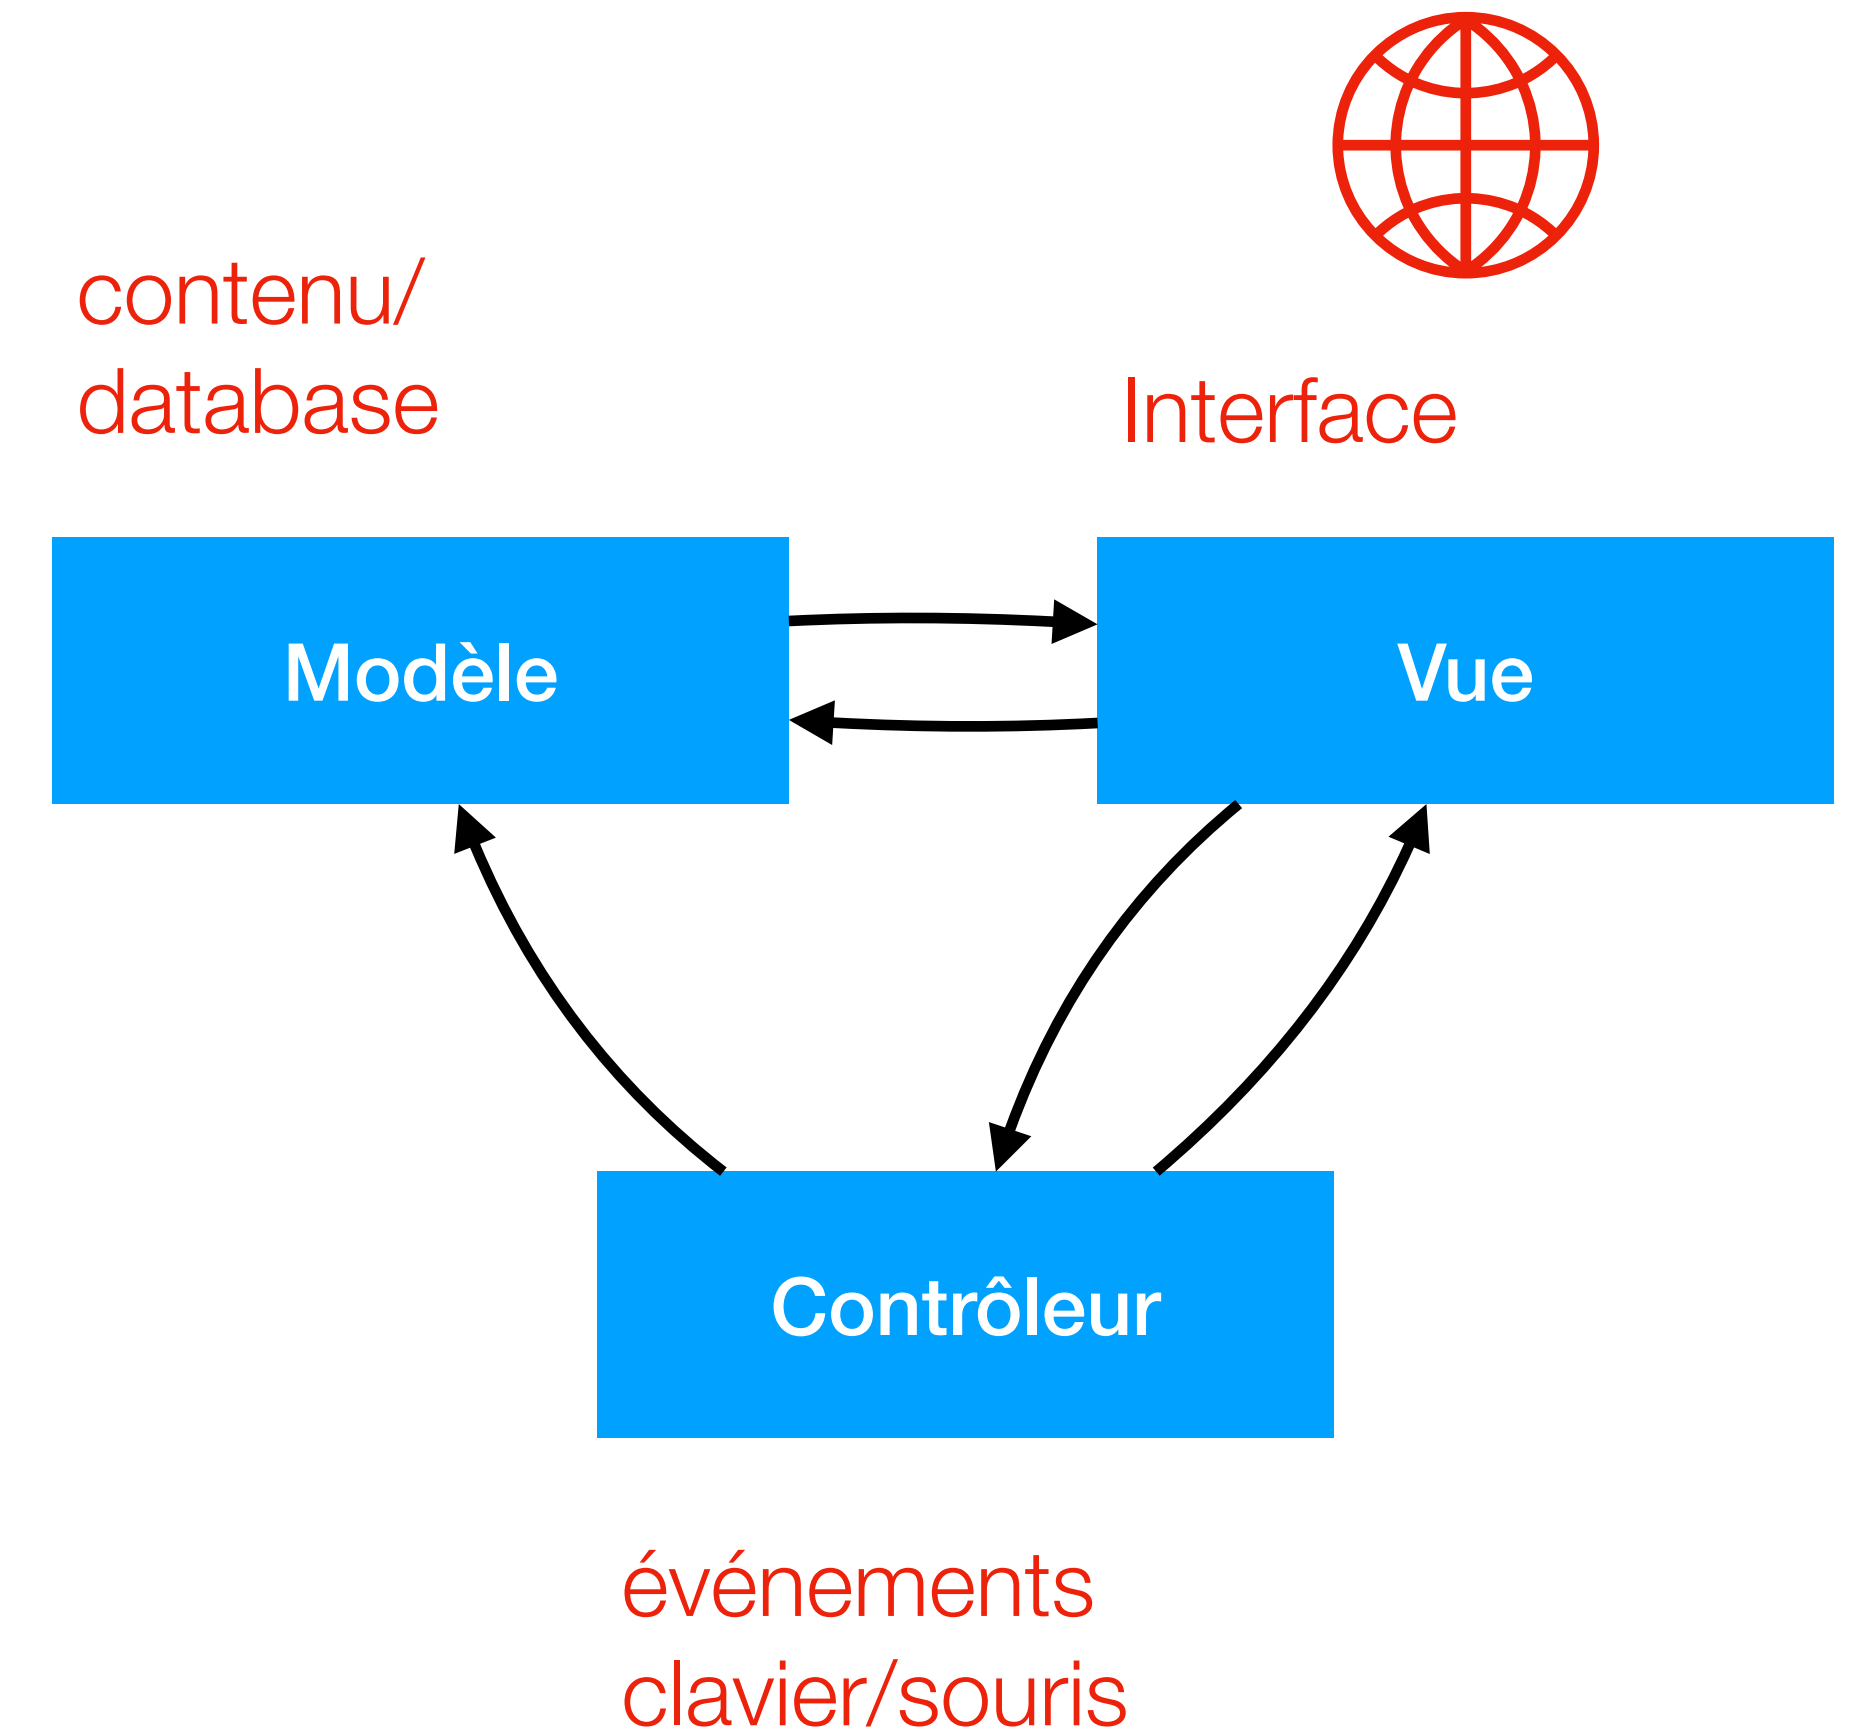 contenu/
database
Interface
Modèle
Vue
Contrôleur
événements
clavier/souris